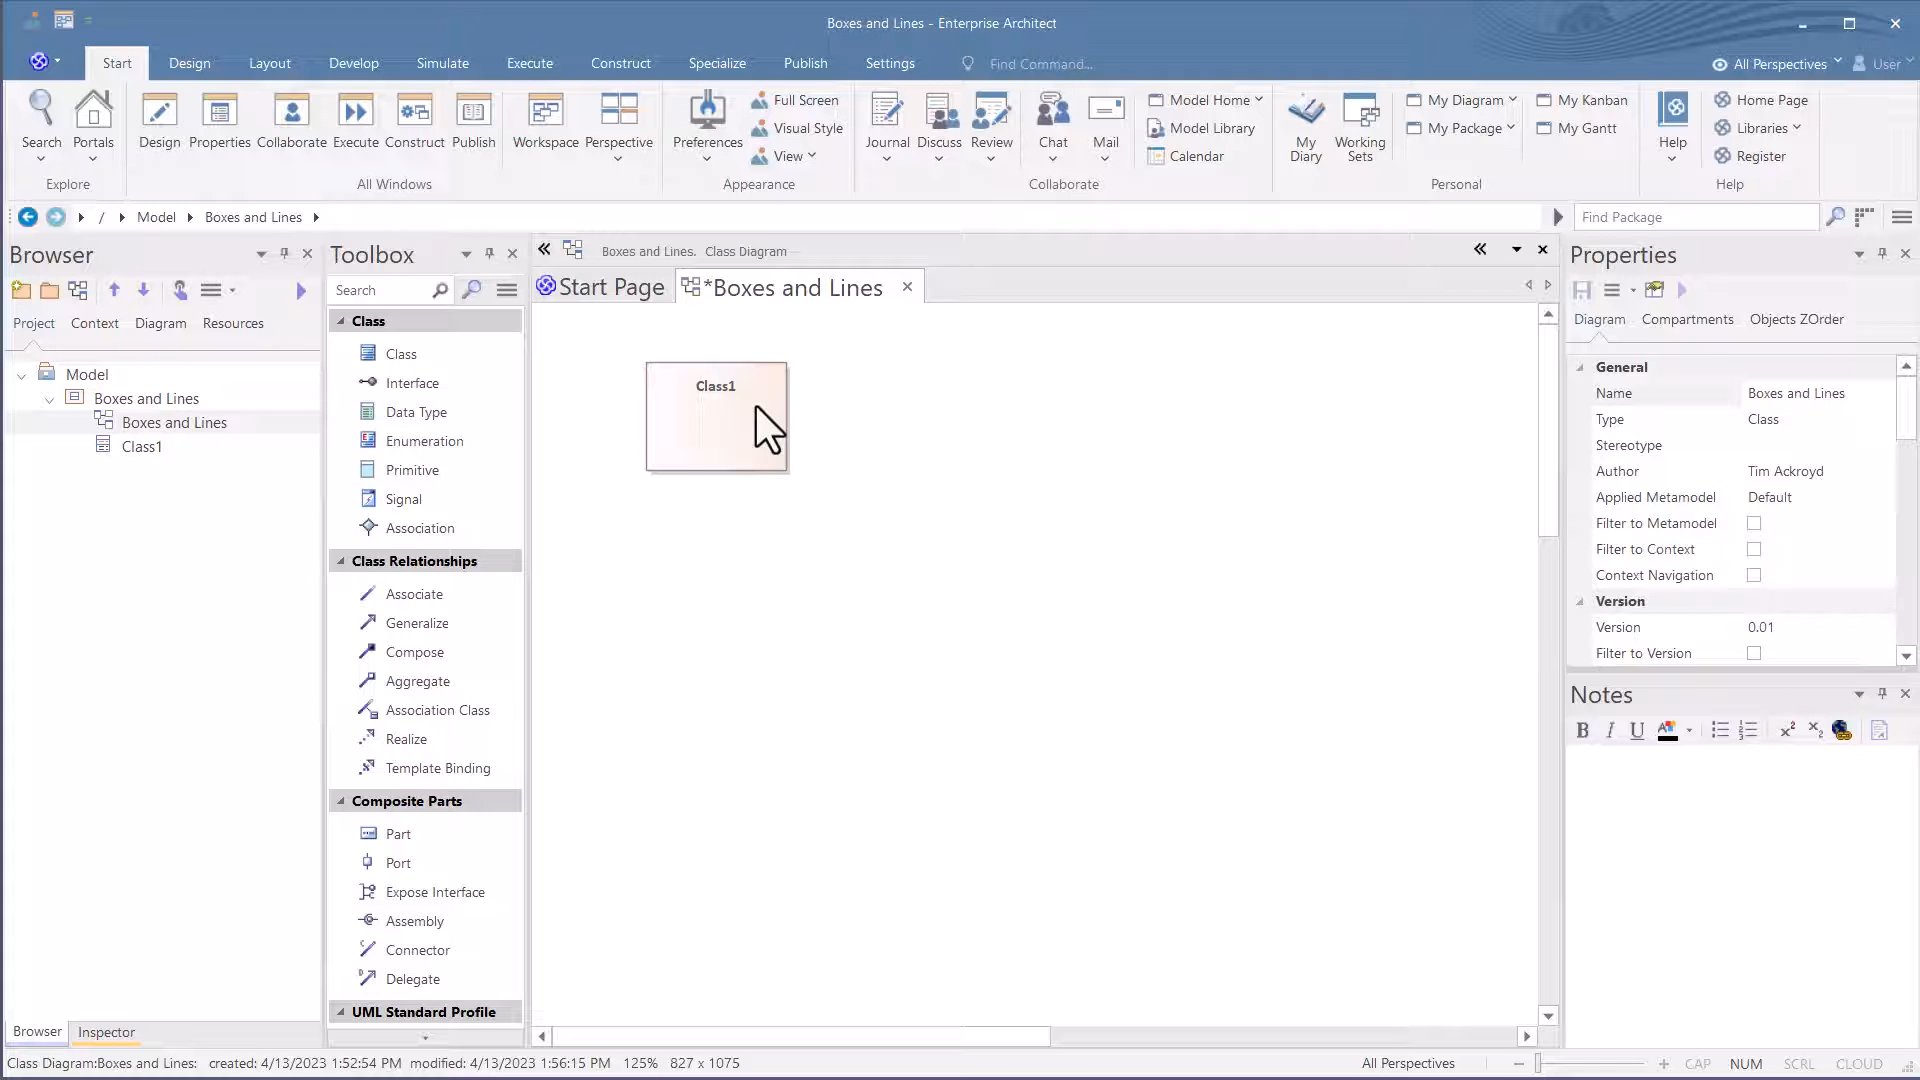 Boxes and Lines - Enterprise Architect
Start Design Layout Develop Simulate Execute Construct Specialize Publish Settings Find Command... All Perspectives User
Search Portals Design Properties Collaborate Execute Construct Publish Workspace Perspective Preferences Full Screen Visual Style View Journal Discuss Review Chat Mail Model Home Model Library Calendar My Diary Working Sets My Diagram My Package My Kanban My Gantt Help Home Page Libraries Register
Explore All Windows Appearance Collaborate Personal Help
/ Model Boxes and Lines Find Package
Browser
Project Context Diagram Resources
Model
Boxes and Lines
Boxes and Lines
Class1
Browser Inspector
Toolbox
Search
Class
Class
Interface
Data Type
Enumeration
Primitive
Signal
Association
Class Relationships
Associate
Generalize
Compose
Aggregate
Association Class
Realize
Template Binding
Composite Parts
Part
Port
Expose Interface
Assembly
Connector
Delegate
UML Standard Profile
Boxes and Lines. Class Diagram
Start Page *Boxes and Lines
Class1
Properties
Diagram Compartments Objects ZOrder
General
Name Boxes and Lines
Type Class
Stereotype
Author Tim Ackroyd
Applied Metamodel Default
Filter to Metamodel
Filter to Context
Context Navigation
Version
Version 0.01
Filter to Version
Notes
B I U A x² x₂
Class Diagram:Boxes and Lines: created: 4/13/2023 1:52:54 PM modified: 4/13/2023 1:56:15 PM 125% 827 x 1075 All Perspectives CAP NUM SCRL CLOUD